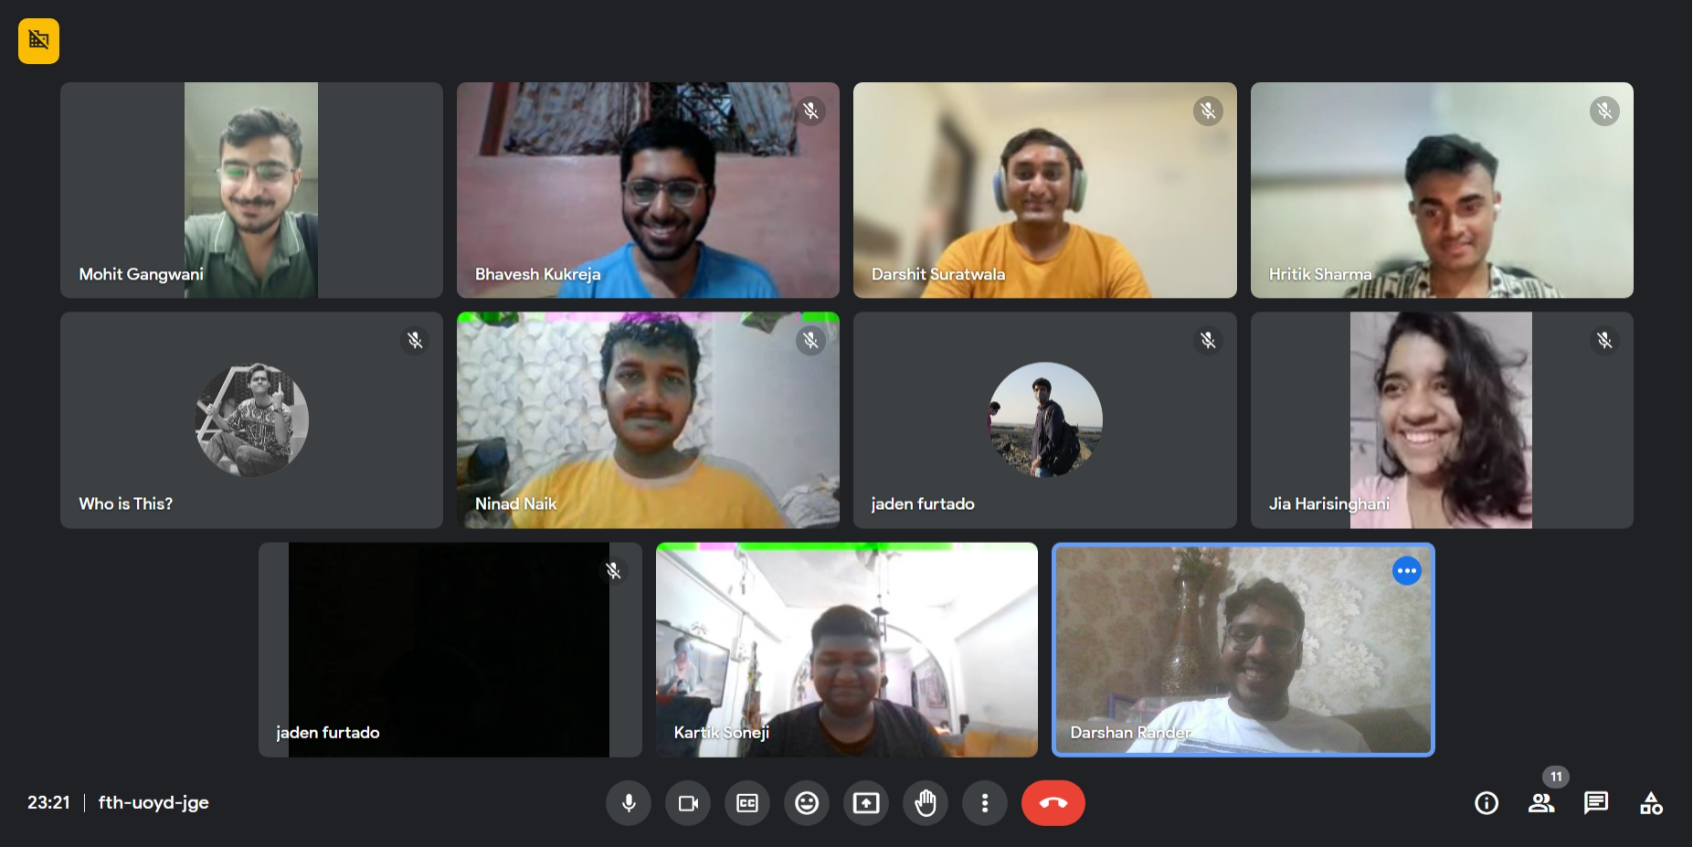 Mohit Gangwani
Bhavesh Kukreja
Darshit Suratwala
Hritik Sharma
Who is This?
Ninad Naik
jaden furtado
Jia Harisinghani
jaden furtado
Kartik Soneji
Darshan Rander
23:21
fth-uoyd-jge
CC
11